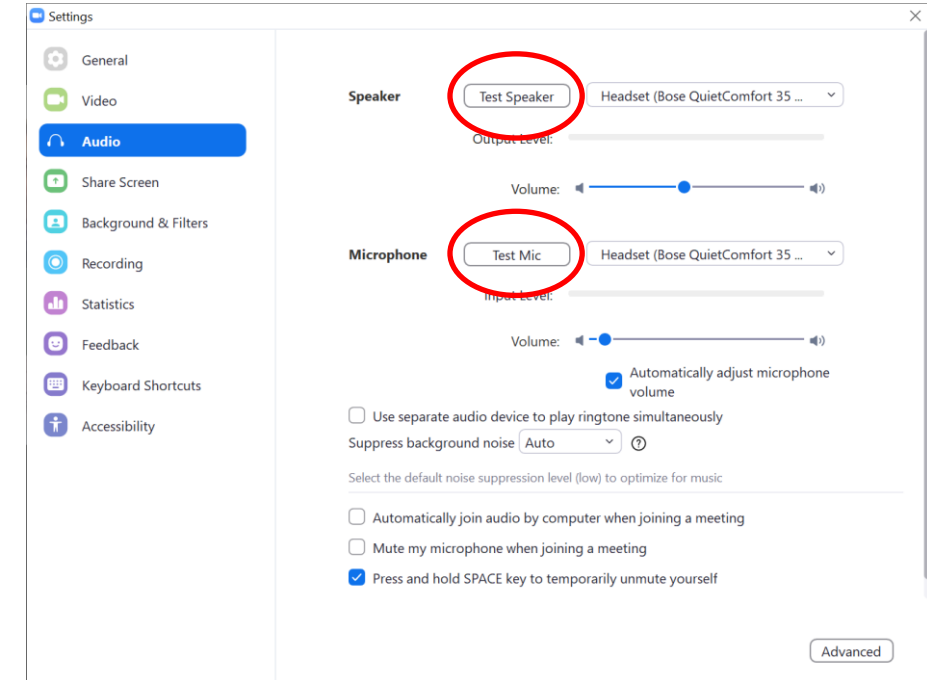 Settings
General
Video
Audio
Share Screen
Background & Filters
Recording
Statistics
Feedback
Keyboard Shortcuts
Accessibility
Speaker
Test Speaker
Headset (Bose QuietComfort 35 ...
Output Level:
Volume:
Microphone
Test Mic
Headset (Bose QuietComfort 35 ...
Input Level:
Volume:
Automatically adjust microphone
volume
Use separate audio device to play ringtone simultaneously
Suppress background noise Auto
Select the default noise suppression level (low) to optimize for music
Automatically join audio by computer when joining a meeting
Mute my microphone when joining a meeting
Press and hold SPACE key to temporarily unmute yourself
Advanced